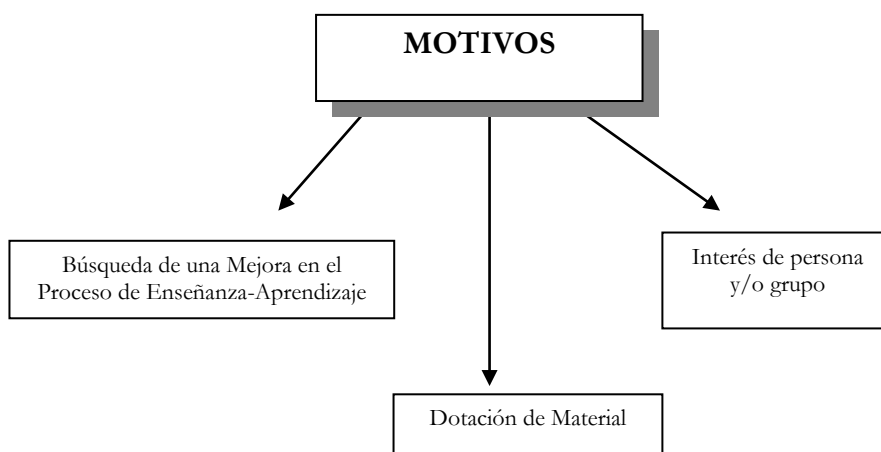 MOTIVOS
Búsqueda de una Mejora en el
Proceso de Enseñanza-Aprendizaje
Interés de persona
y/o grupo
Dotación de Material